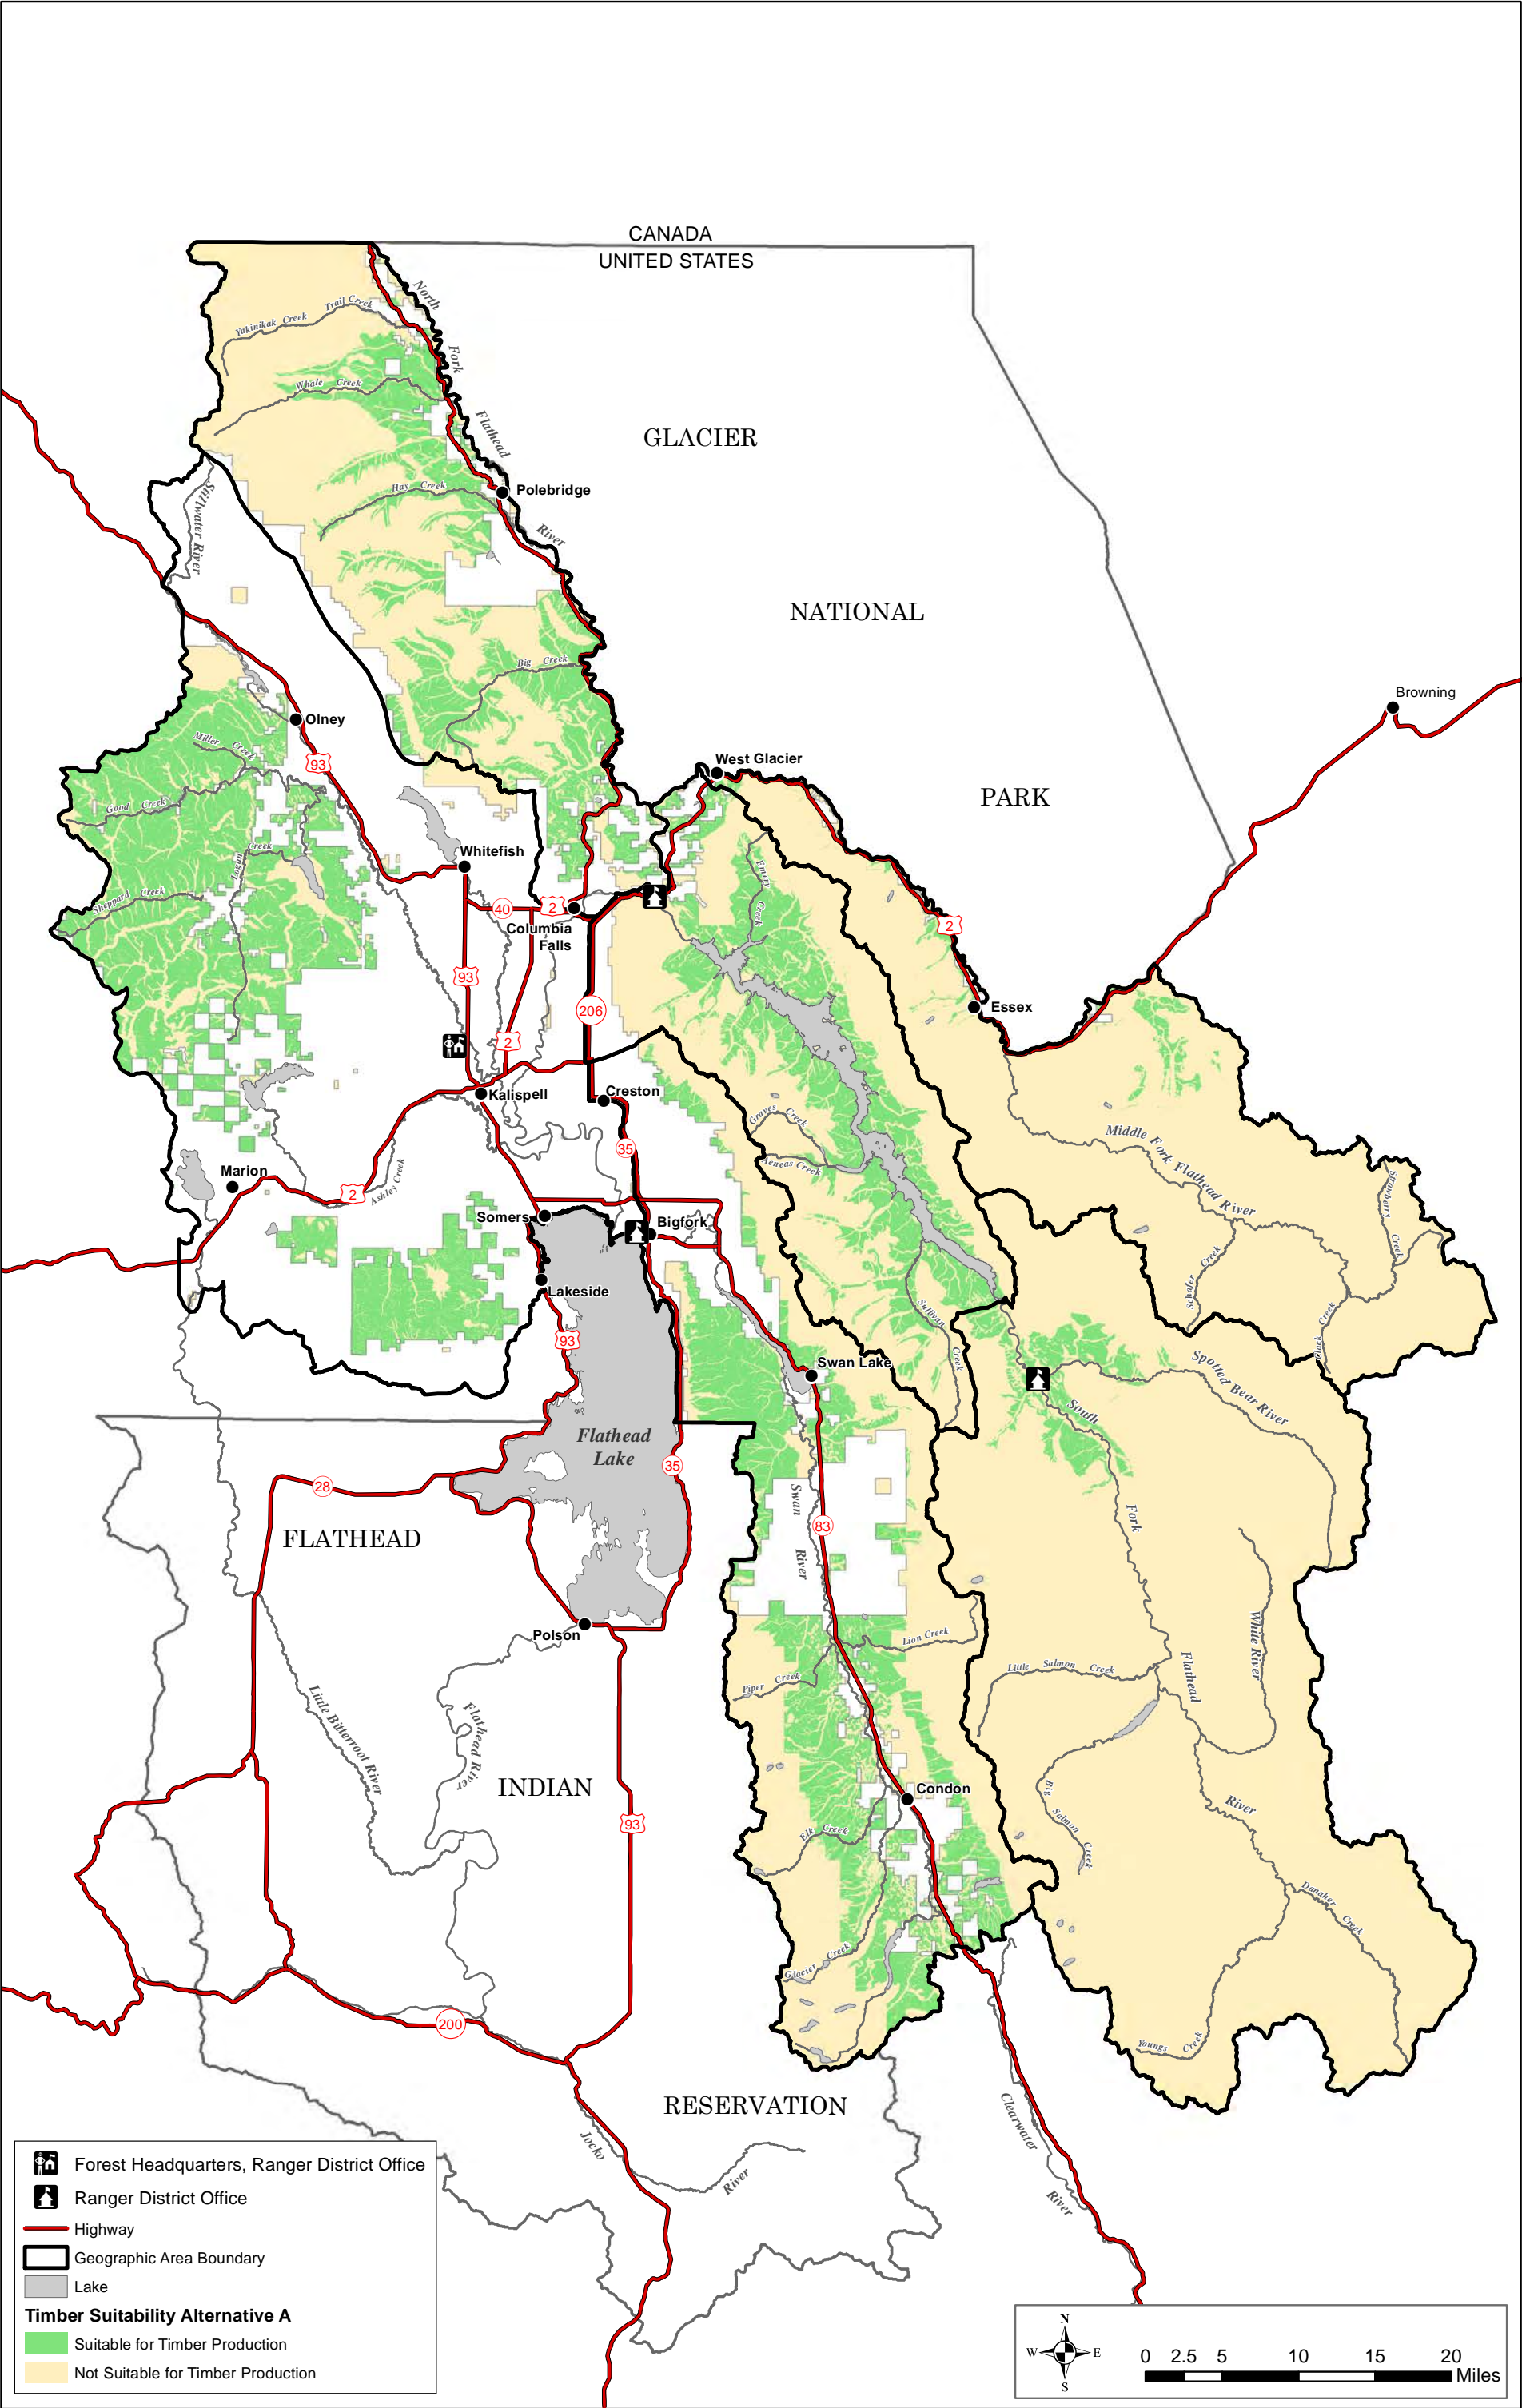 CANADA
UNITED STATES
North
Fork
Flathead
River
Trail Creek
Yakinikak Creek
Whale Creek
Hay Creek
Polebridge
GLACIER
NATIONAL
PARK
Stillwater River
Big Creek
Browning
Olney
93
Miller Creek
Good Creek
Logan Creek
Sheppard Creek
West Glacier
Whitefish
40
2
Columbia
Falls
Emery Creek
2
93
206
2
Essex
Kalispell
Creston
35
Graves Creek
Aeneas Creek
Middle Fork Flathead River
Strawberry Creek
Schafer Creek
Marion
2
Ashley Creek
Somers
Bigfork
Lakeside
93
Sullivan Creek
Swan Lake
Spotted Bear River
South
Fork
Flathead
River
Flathead
Lake
35
28
FLATHEAD
Swan River
83
White River
Polson
Lion Creek
Piper Creek
Little Salmon Creek
Little Bitterroot River
Flathead River
INDIAN
93
Condon
Big Salmon Creek
Elk Creek
Danaher Creek
Glacier Creek
Youngs Creek
200
RESERVATION
Jocko River
Clearwater River
Forest Headquarters, Ranger District Office
Ranger District Office
Highway
Geographic Area Boundary
Lake
Timber Suitability Alternative A
Suitable for Timber Production
Not Suitable for Timber Production
N
W E
S
0 2.5 5 10 15 20
Miles